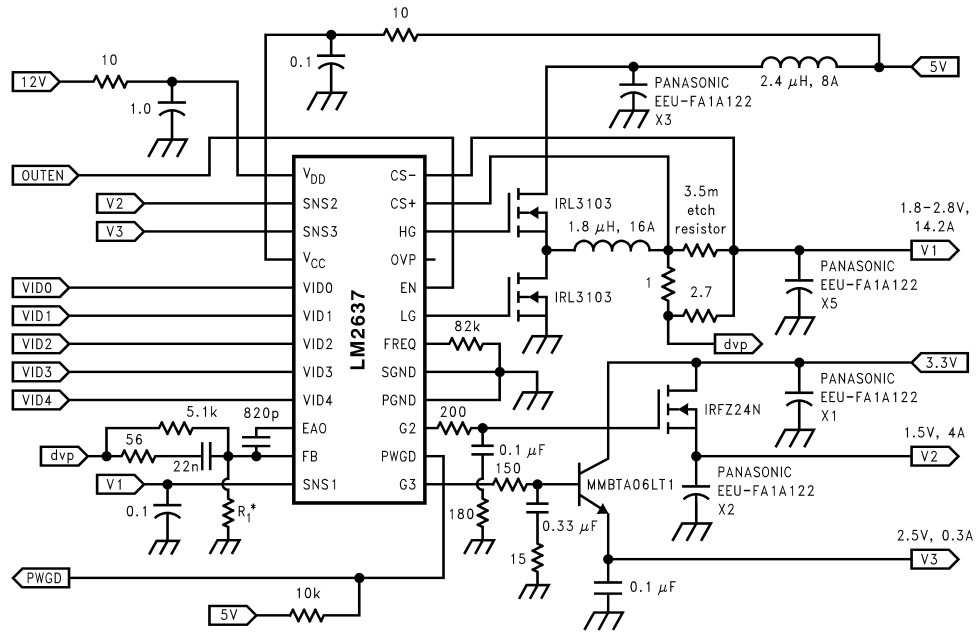 10
0.1
12V
10
1.0
PANASONIC
EEU-FA1A122
X3
2.4 μH, 8A
5V
OUTEN
V2
V3
VID0
VID1
VID2
VID3
VID4
VDD
SNS2
SNS3
VCC
VID0
VID1
VID2
VID3
VID4
EAO
FB
SNS1
LM2637
CS-
CS+
HG
OVP
EN
LG
FREQ
SGND
PGND
G2
PWGD
G3
IRL3103
1.8 μH, 16A
3.5m
etch
resistor
1.8-2.8V,
14.2A
V1
PANASONIC
EEU-FA1A122
X5
1
2.7
IRL3103
dvp
82k
3.3V
PANASONIC
EEU-FA1A122
X1
IRFZ24N
1.5V, 4A
V2
200
0.1 μF
150
180
MMBTA06LT1
PANASONIC
EEU-FA1A122
X2
0.33 μF
15
2.5V, 0.3A
V3
0.1 μF
5.1k
820p
dvp
56
22n
V1
0.1
R1*
PWGD
10k
5V